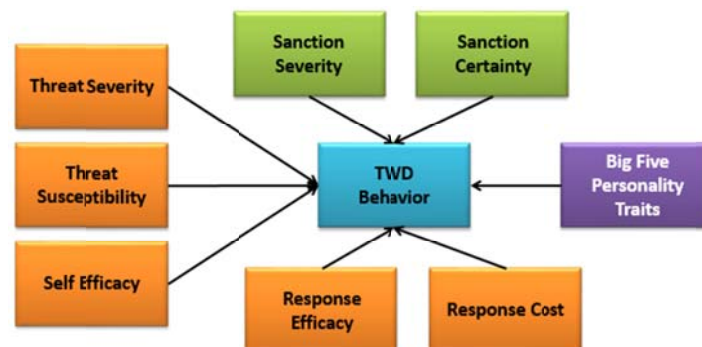 Sanction
Severity
Sanction
Certainty
Threat Severity
Threat
Susceptibility
TWD
Behavior
Big Five
Personality
Traits
Self Efficacy
Response
Efficacy
Response Cost